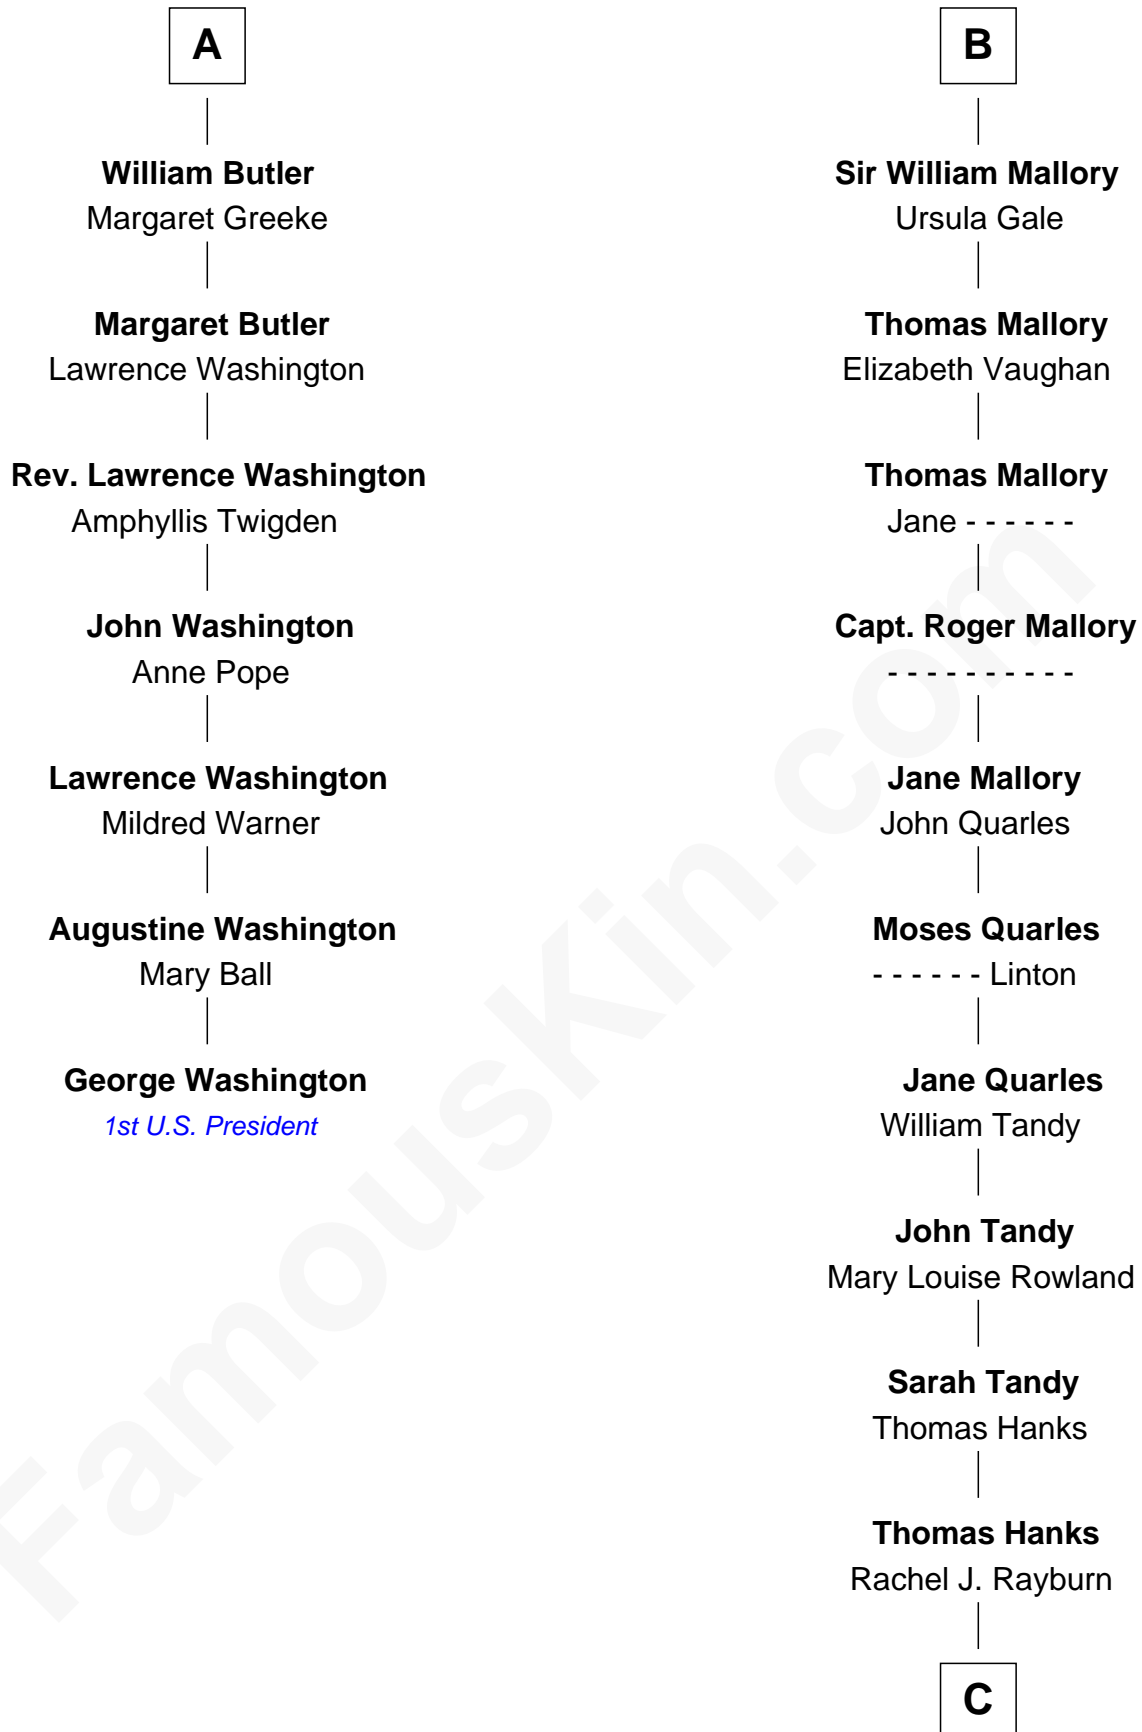 A
William Butler
Margaret Greeke
Margaret Butler
Lawrence Washington
Rev. Lawrence Washington
Amphyllis Twigden
John Washington
Anne Pope
Lawrence Washington
Mildred Warner
Augustine Washington
Mary Ball
George Washington
1st U.S. President
B
Sir William Mallory
Ursula Gale
Thomas Mallory
Elizabeth Vaughan
Thomas Mallory
Jane - - - - - -
Capt. Roger Mallory
- - - - - - - - - -
Jane Mallory
John Quarles
Moses Quarles
- - - - - - Linton
Jane Quarles
William Tandy
John Tandy
Mary Louise Rowland
Sarah Tandy
Thomas Hanks
Thomas Hanks
Rachel J. Rayburn
C
FamousKin.com